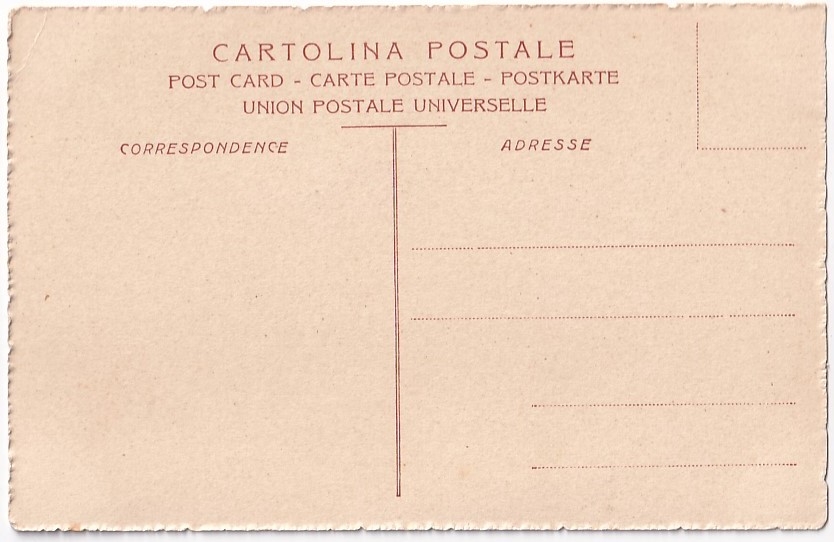 CARTOLINA POSTALE
POST CARD - CARTE POSTALE - POSTKARTE
UNION POSTALE UNIVERSELLE
CORRESPONDENCE
ADRESSE